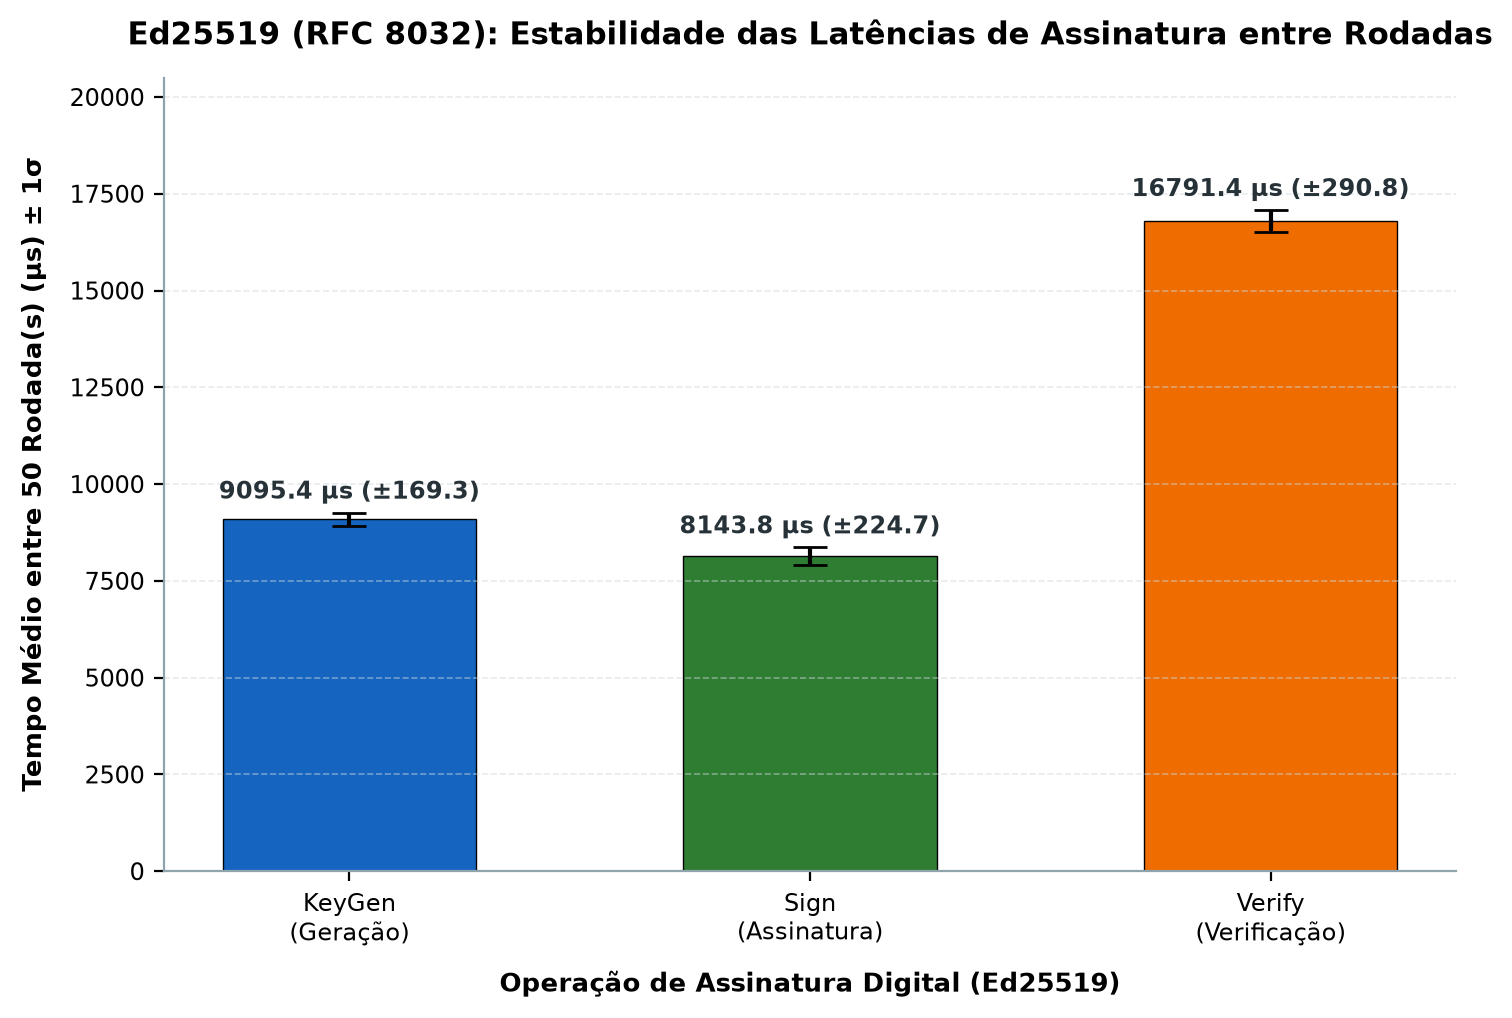 Ed25519 (RFC 8032): Estabilidade das Latências de Assinatura entre Rodadas
Tempo Médio entre 50 Rodada(s) (µs) ± 1σ
20000
17500
15000
12500
10000
7500
5000
2500
0
9095.4 µs (±169.3)
8143.8 µs (±224.7)
16791.4 µs (±290.8)
KeyGen
(Geração)
Sign
(Assinatura)
Verify
(Verificação)
Operação de Assinatura Digital (Ed25519)